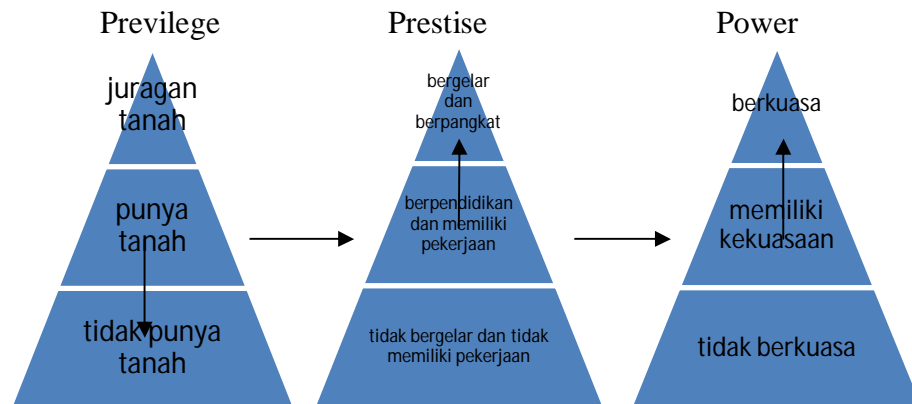 Previlege
juragan
tanah
punya
tanah
tidak punya
tanah
Prestise
bergelar
dan
berpangkat
berpendidikan
dan memiliki
pekerjaan
tidak bergelar dan tidak
memiliki pekerjaan
Power
berkuasa
memiliki
kekuasaan
tidak berkuasa